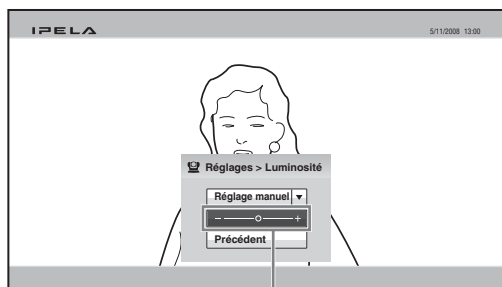 IPELA
5/11/2008 13:00
Réglages > Luminosité
Réglage manuel
- +
Précédent